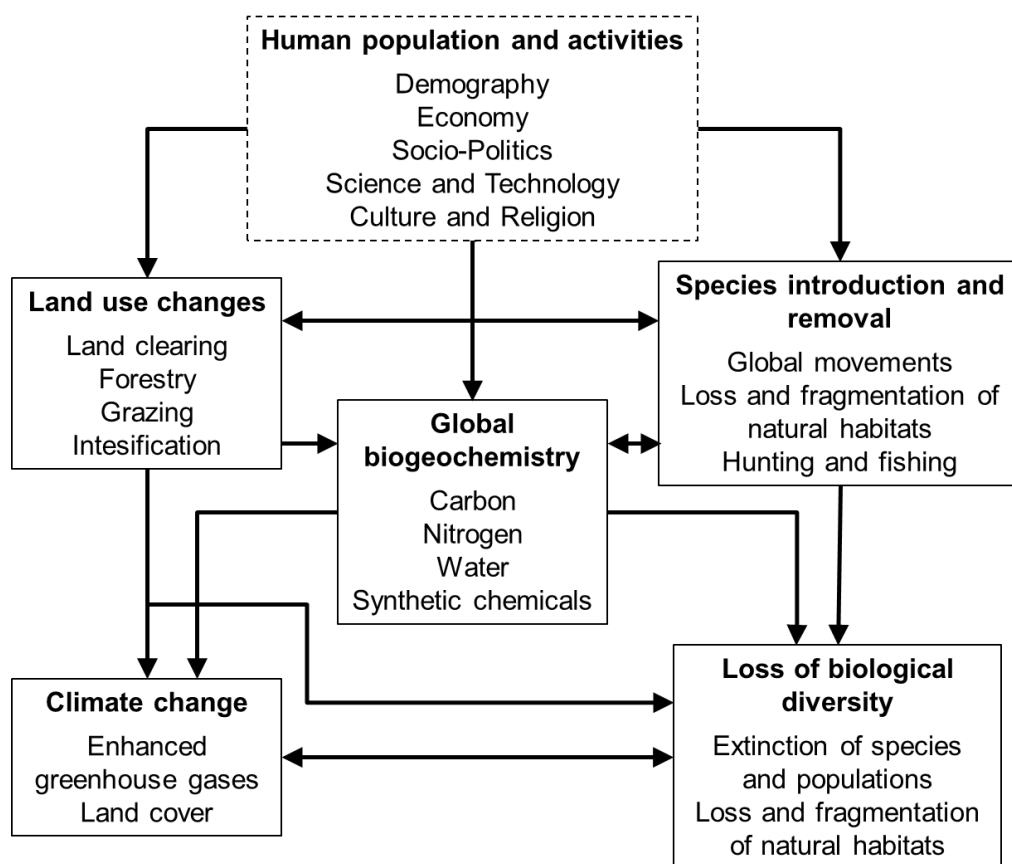 Human population and activities
Demography
Economy
Socio-Politics
Science and Technology
Culture and Religion
Land use changes
Land clearing
Forestry
Grazing
Intesification
Species introduction and
removal
Global movements
Loss and fragmentation of
natural habitats
Hunting and fishing
Global
biogeochemistry
Carbon
Nitrogen
Water
Synthetic chemicals
Climate change
Enhanced
greenhouse gases
Land cover
Loss of biological
diversity
Extinction of species
and populations
Loss and fragmentation
of natural habitats